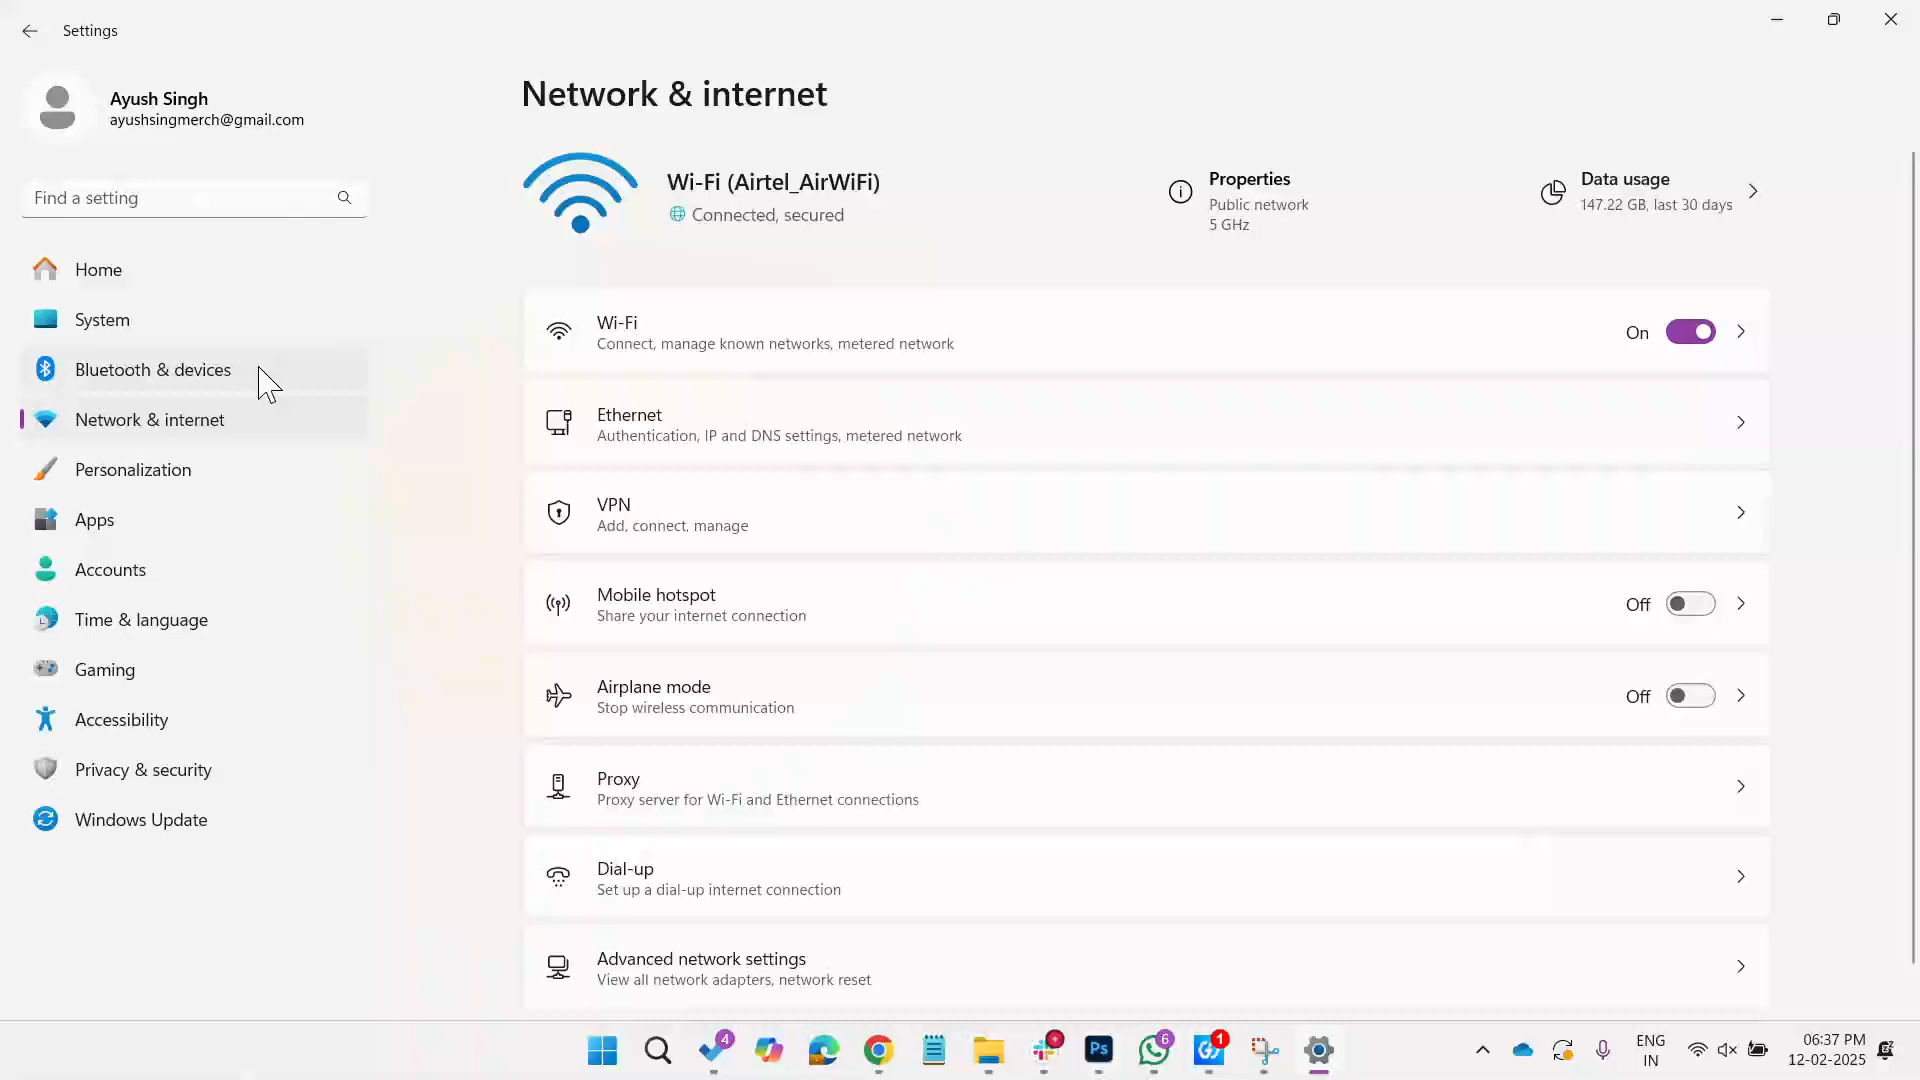 Settings
Ayush Singh
ayushsingmerch@gmail.com
Find a setting
Home
System
Bluetooth & devices
Network & internet
Personalization
Apps
Accounts
Time & language
Gaming
Accessibility
Privacy & security
Windows Update
Network & internet
Wi-Fi (Airtel_AirWiFi)
Connected, secured
Properties
Public network
5 GHz
Data usage
147.22 GB, last 30 days
Wi-Fi
Connect, manage known networks, metered network
On
Ethernet
Authentication, IP and DNS settings, metered network
VPN
Add, connect, manage
Mobile hotspot
Share your internet connection
Off
Airplane mode
Stop wireless communication
Off
Proxy
Proxy server for Wi-Fi and Ethernet connections
Dial-up
Set up a dial-up internet connection
Advanced network settings
View all network adapters, network reset
4
Ps
6
1
ENG
IN
06:37 PM
12-02-2025